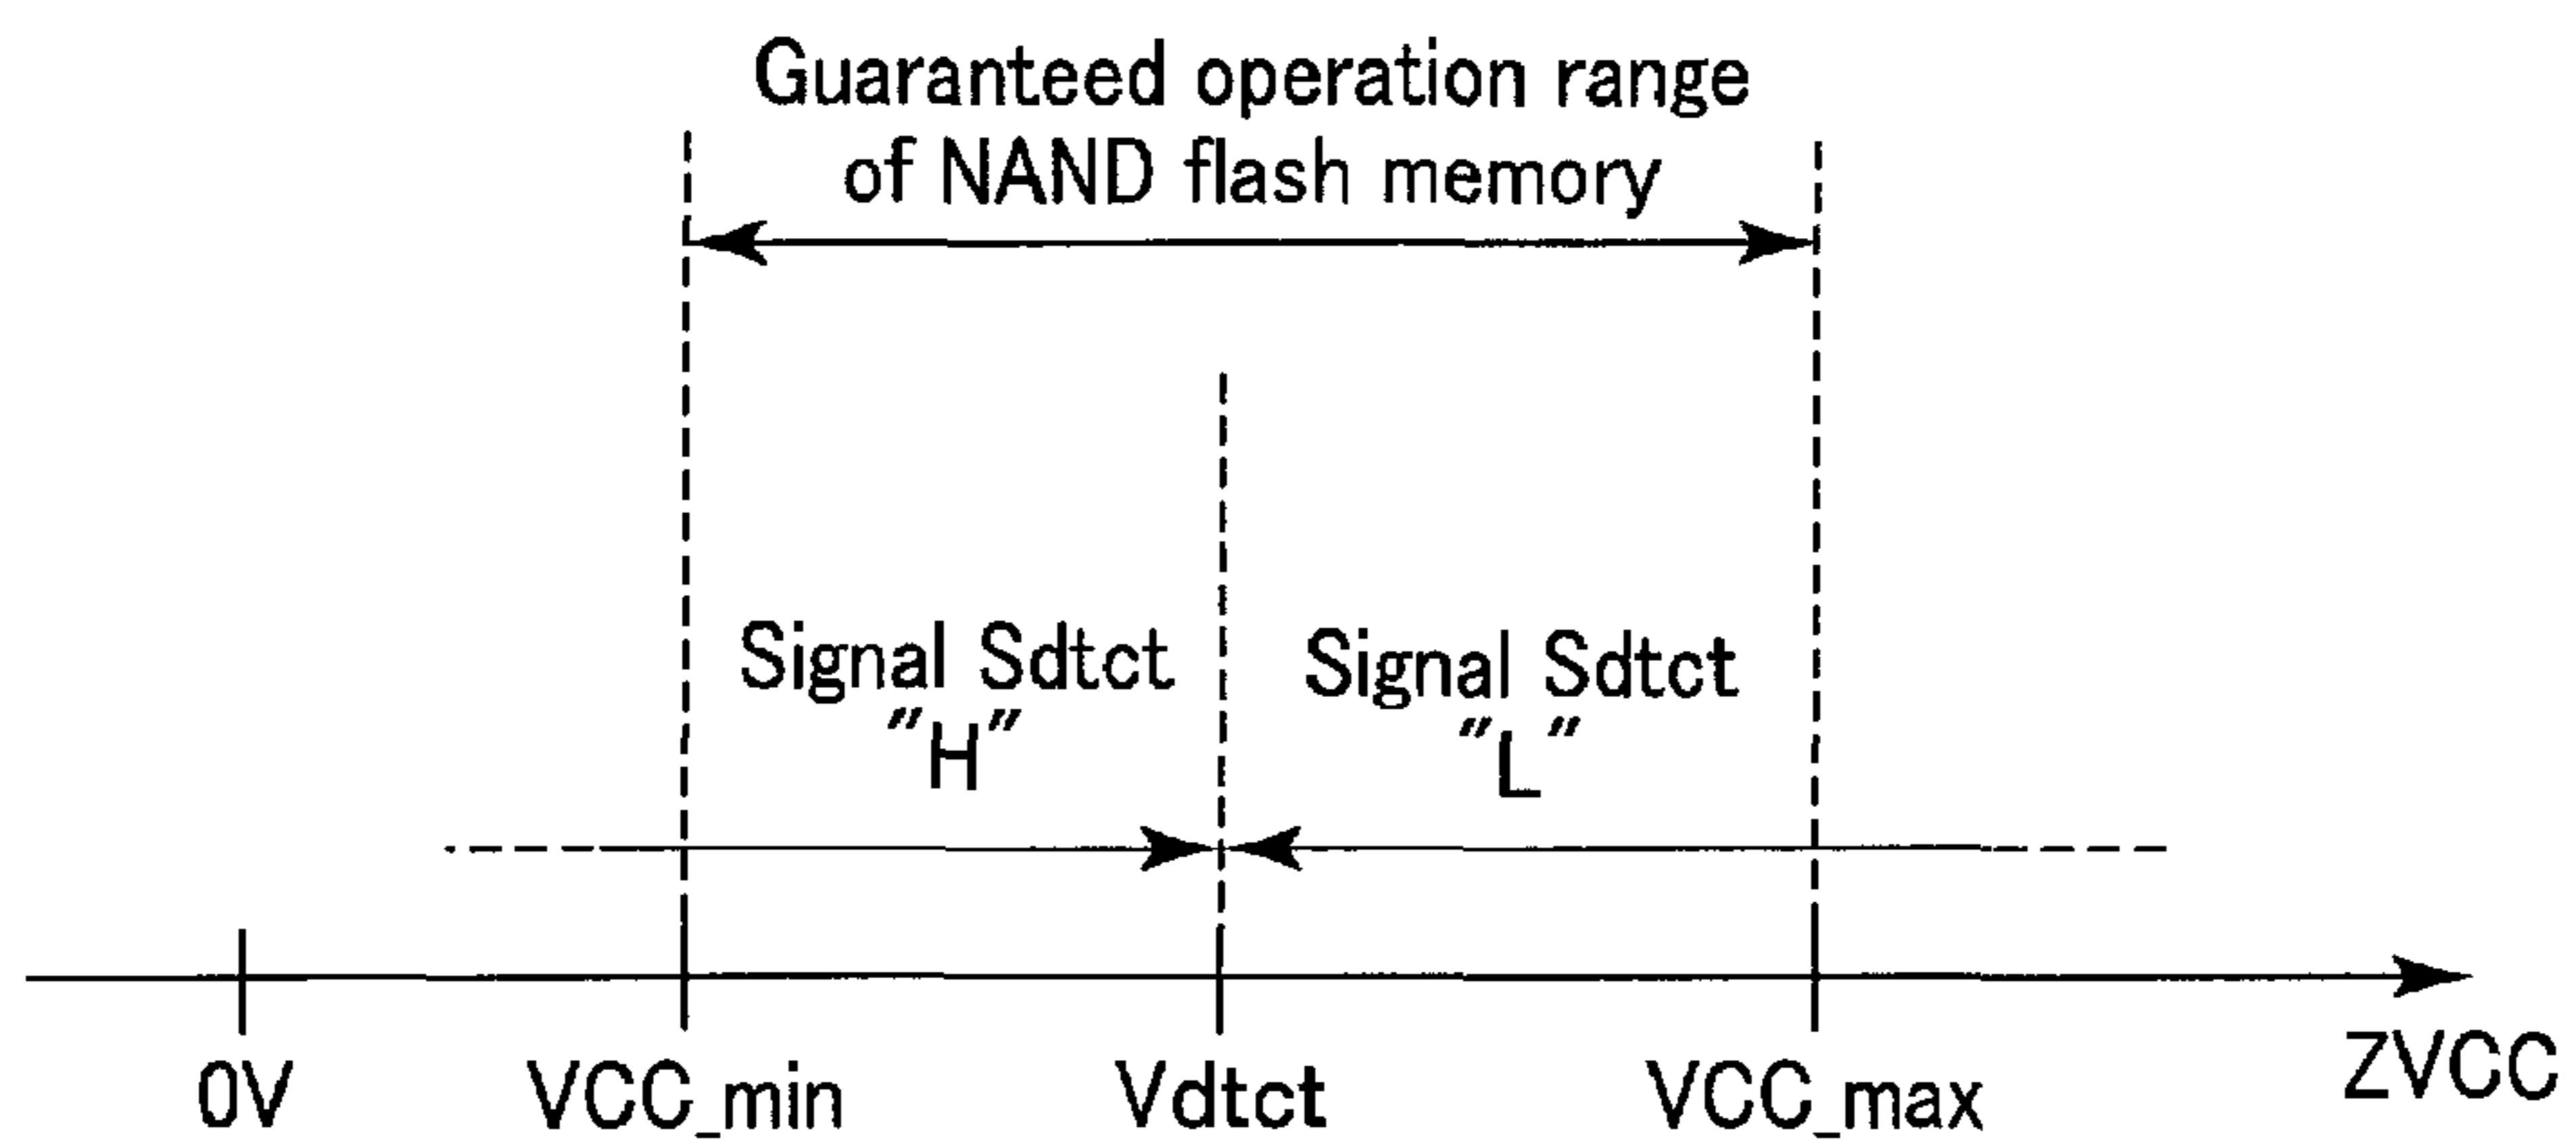 Guaranteed operation range
of NAND flash memory
Signal Sdtct
"H"
Signal Sdtct
"L"
0V
VCC_min
Vdtct
VCC_max
ZVCC